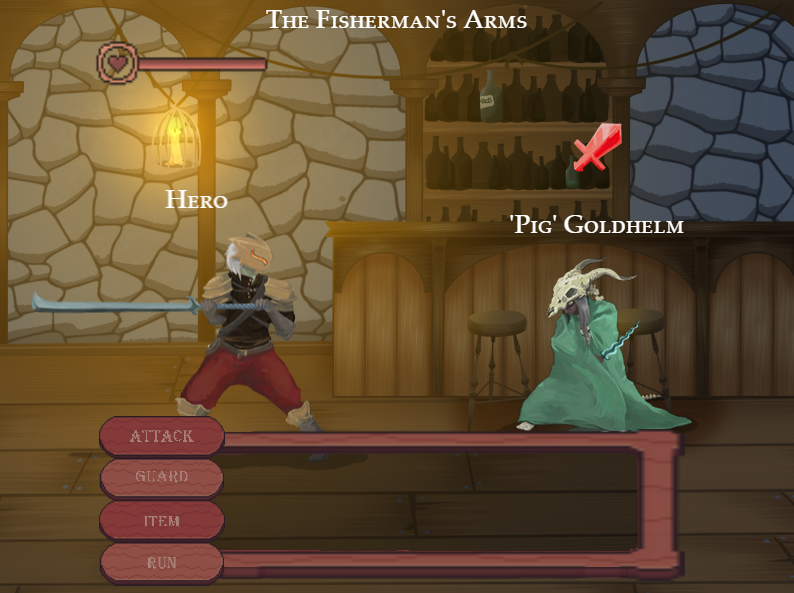 The Fisherman's Arms
Hero
'Pig' Goldhelm
ATTACK
GUARD
ITEM
RUN